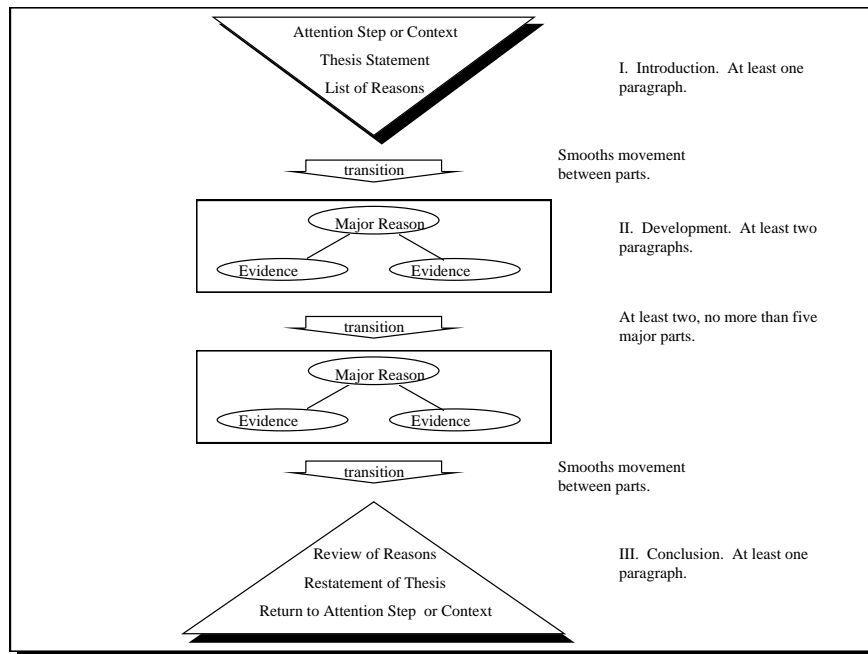 Attention Step or Context
Thesis Statement
List of Reasons
I. Introduction. At least one
paragraph.
transition
Smooths movement
between parts.
Major Reason
Evidence
Evidence
II. Development. At least two
paragraphs.
transition
At least two, no more than five
major parts.
Major Reason
Evidence
Evidence
transition
Smooths movement
between parts.
Review of Reasons
Restatement of Thesis
Return to Attention Step or Context
III. Conclusion. At least one
paragraph.